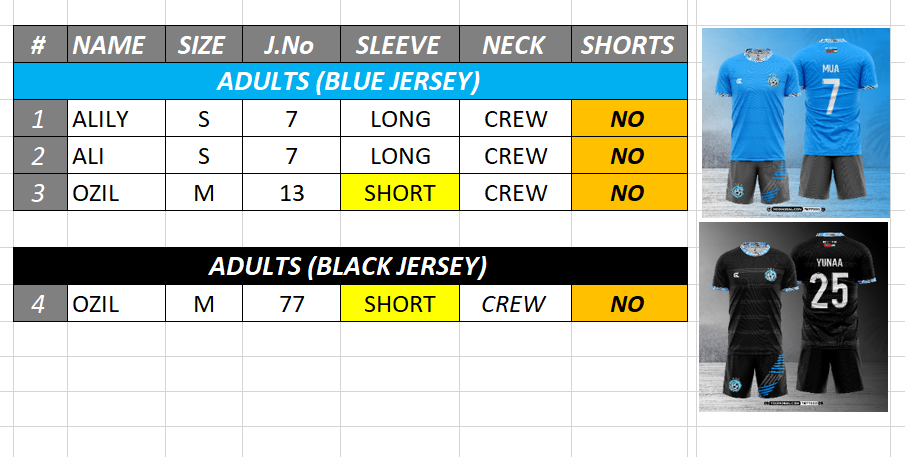 # NAME SIZE J.No SLEEVE NECK SHORTS
ADULTS (BLUE JERSEY)
1 ALILY S 7 LONG CREW NO
2 ALI S 7 LONG CREW NO
3 OZIL M 13 SHORT CREW NO
ADULTS (BLACK JERSEY)
4 OZIL M 77 SHORT CREW NO
MUA
7
YUNAA
25